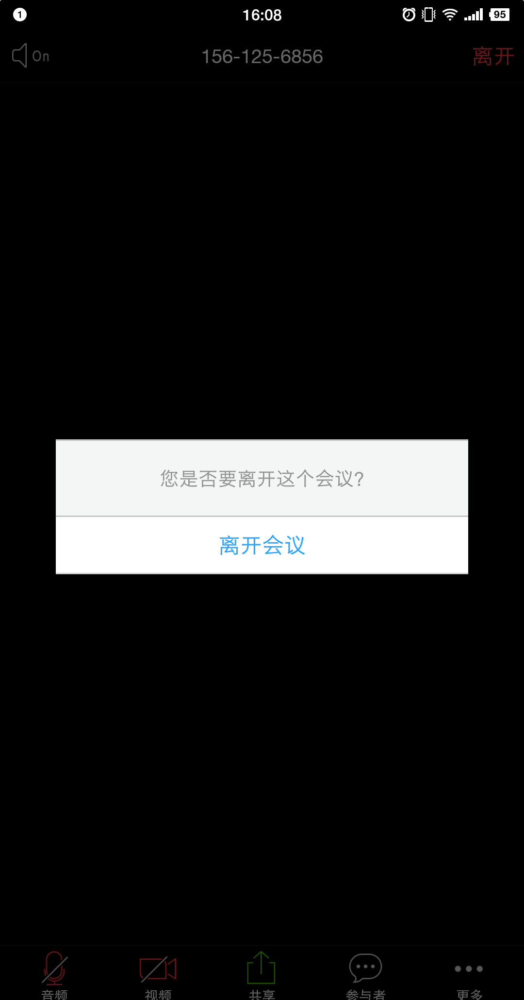 1
16:08
95
On
156-125-6856
离开
您是否要离开这个会议?
离开会议
音频
视频
共享
参与者
更多